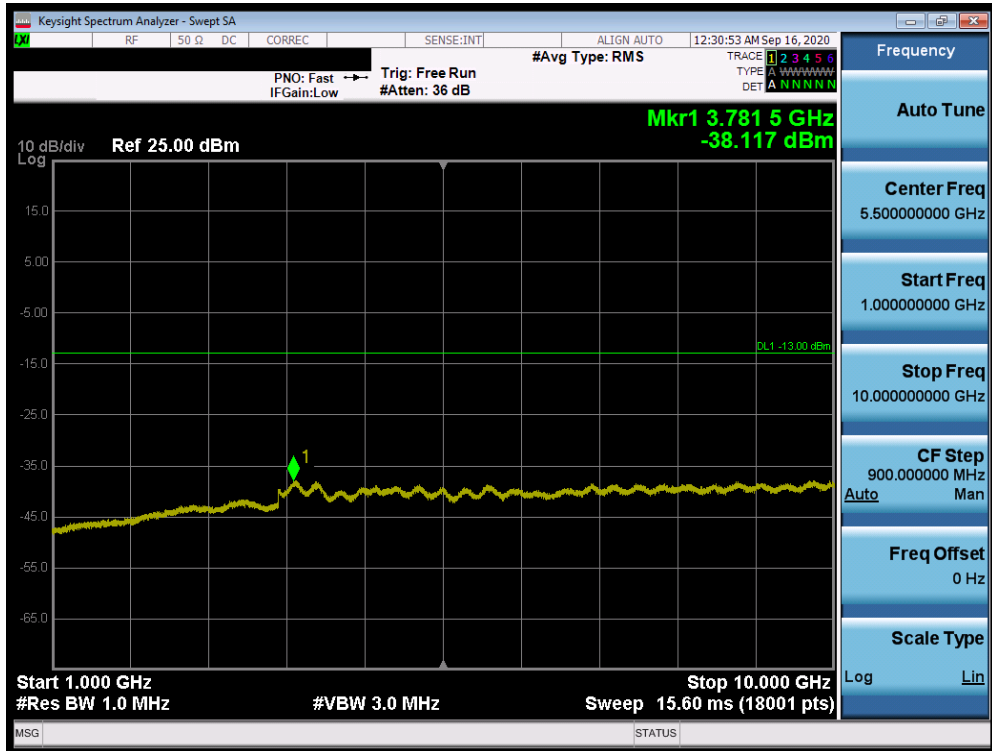 Keysight Spectrum Analyzer - Swept SA
LXI RF 50 Ω DC CORREC SENSE:INT ALIGN AUTO 12:30:53 AM Sep 16, 2020
#Avg Type: RMS TRACE 1 2 3 4 5 6
PNO: Fast Trig: Free Run TYPE A WWWWW
IFGain:Low #Atten: 36 dB DET A N N N N N
Mkr1 3.781 5 GHz
-38.117 dBm
10 dB/div Ref 25.00 dBm
Log
15.0
5.00
-5.00
DL1 -13.00 dBm
-15.0
-25.0
1
-35.0
-45.0
-55.0
-65.0
Start 1.000 GHz Stop 10.000 GHz
#Res BW 1.0 MHz #VBW 3.0 MHz Sweep 15.60 ms (18001 pts)
MSG STATUS
Frequency
Auto Tune
Center Freq
5.500000000 GHz
Start Freq
1.000000000 GHz
Stop Freq
10.000000000 GHz
CF Step
900.000000 MHz
Auto Man
Freq Offset
0 Hz
Scale Type
Log Lin